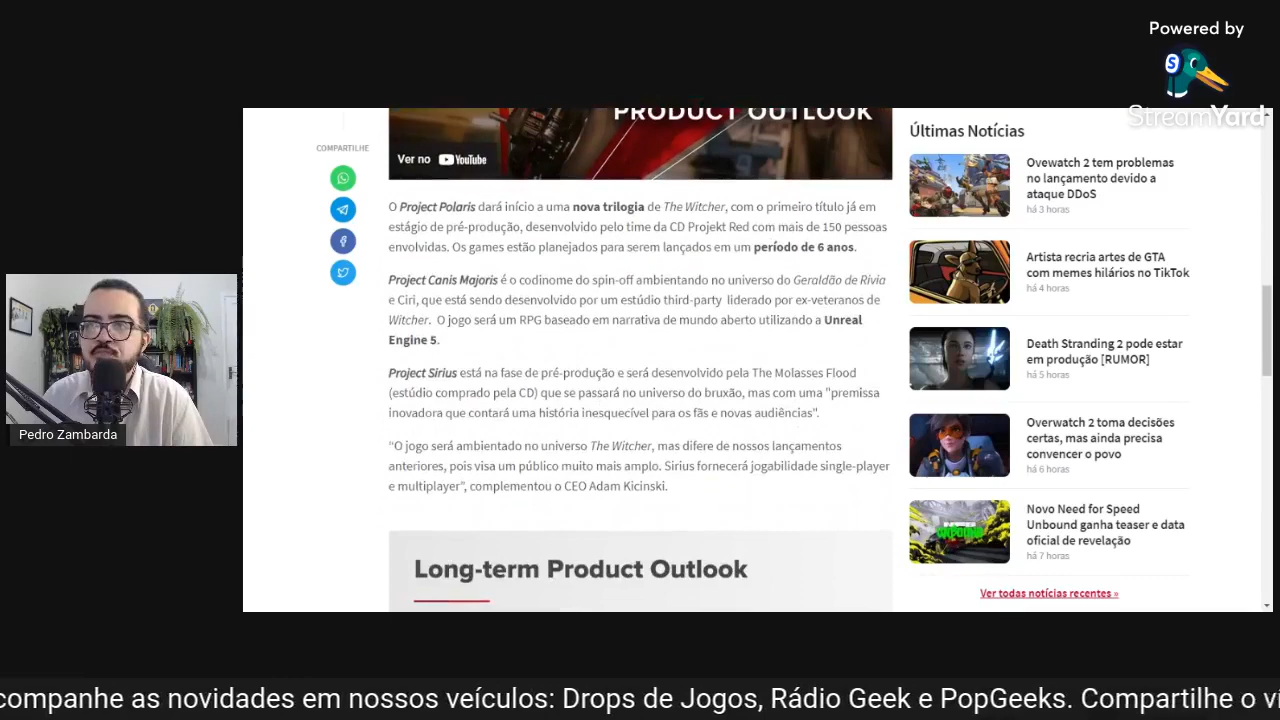 Powered by
StreamYard
PRODUCT OUTLOOK
Ver no YouTube
COMPARTILHE
O Project Polaris dará início a uma nova trilogia de The Witcher, com o primeiro título já em
estágio de pré-produção, desenvolvido pelo time da CD Projekt Red com mais de 150 pessoas
envolvidas. Os games estão planejados para serem lançados em um período de 6 anos.
Project Canis Majoris é o codinome do spin-off ambientando no universo do Geraldão de Rívia
e Ciri, que está sendo desenvolvido por um estúdio third-party liderado por ex-veteranos de
Witcher. O jogo será um RPG baseado em narrativa de mundo aberto utilizando a Unreal
Engine 5.
Project Sirius está na fase de pré-produção e será desenvolvido pela The Molasses Flood
(estúdio comprado pela CD) que se passará no universo do bruxão, mas com uma "premissa
inovadora que contará uma história inesquecível para os fãs e novas audiências".
“O jogo será ambientado no universo The Witcher, mas difere de nossos lançamentos
anteriores, pois visa um público muito mais amplo. Sirius fornecerá jogabilidade single-player
e multiplayer”, complementou o CEO Adam Kicinski.
Long-term Product Outlook
Últimas Notícias
Ovewatch 2 tem problemas
no lançamento devido a
ataque DDoS
há 3 horas
Artista recria artes de GTA
com memes hilários no TikTok
há 4 horas
Death Stranding 2 pode estar
em produção [RUMOR]
há 5 horas
Overwatch 2 toma decisões
certas, mas ainda precisa
convencer o povo
há 6 horas
Novo Need for Speed
Unbound ganha teaser e data
oficial de revelação
há 7 horas
Ver todas notícias recentes »
Pedro Zambarda
companhe as novidades em nossos veículos: Drops de Jogos, Rádio Geek e PopGeeks. Compartilhe o ví